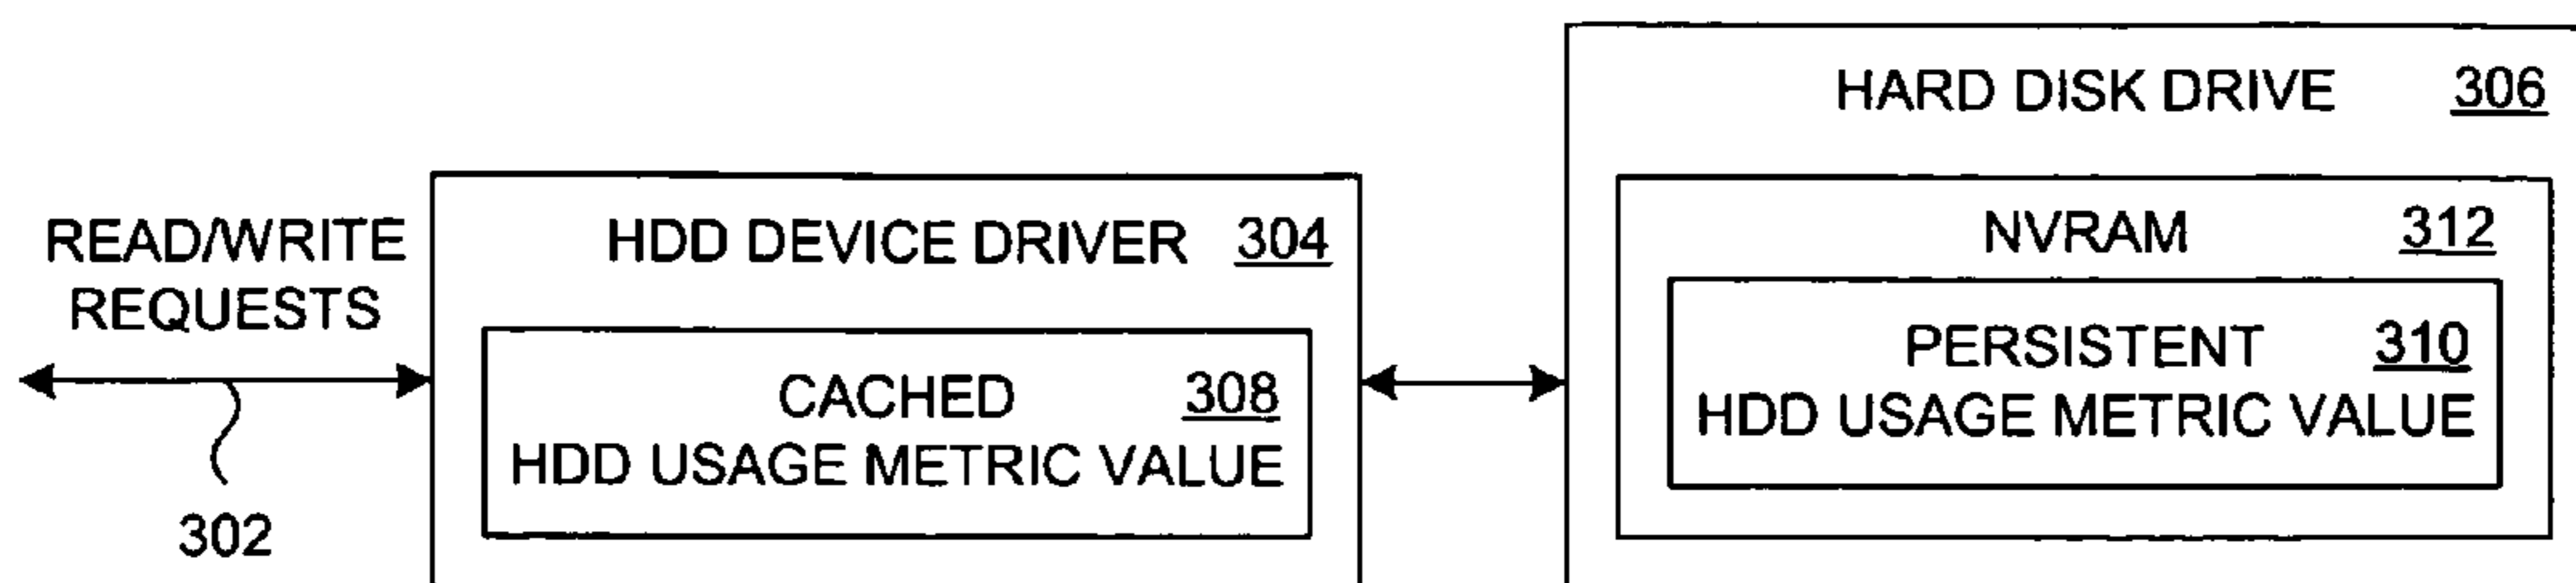 READ/WRITE
REQUESTS
302
HDD DEVICE DRIVER 304
CACHED 308
HDD USAGE METRIC VALUE
HARD DISK DRIVE 306
NVRAM 312
PERSISTENT 310
HDD USAGE METRIC VALUE